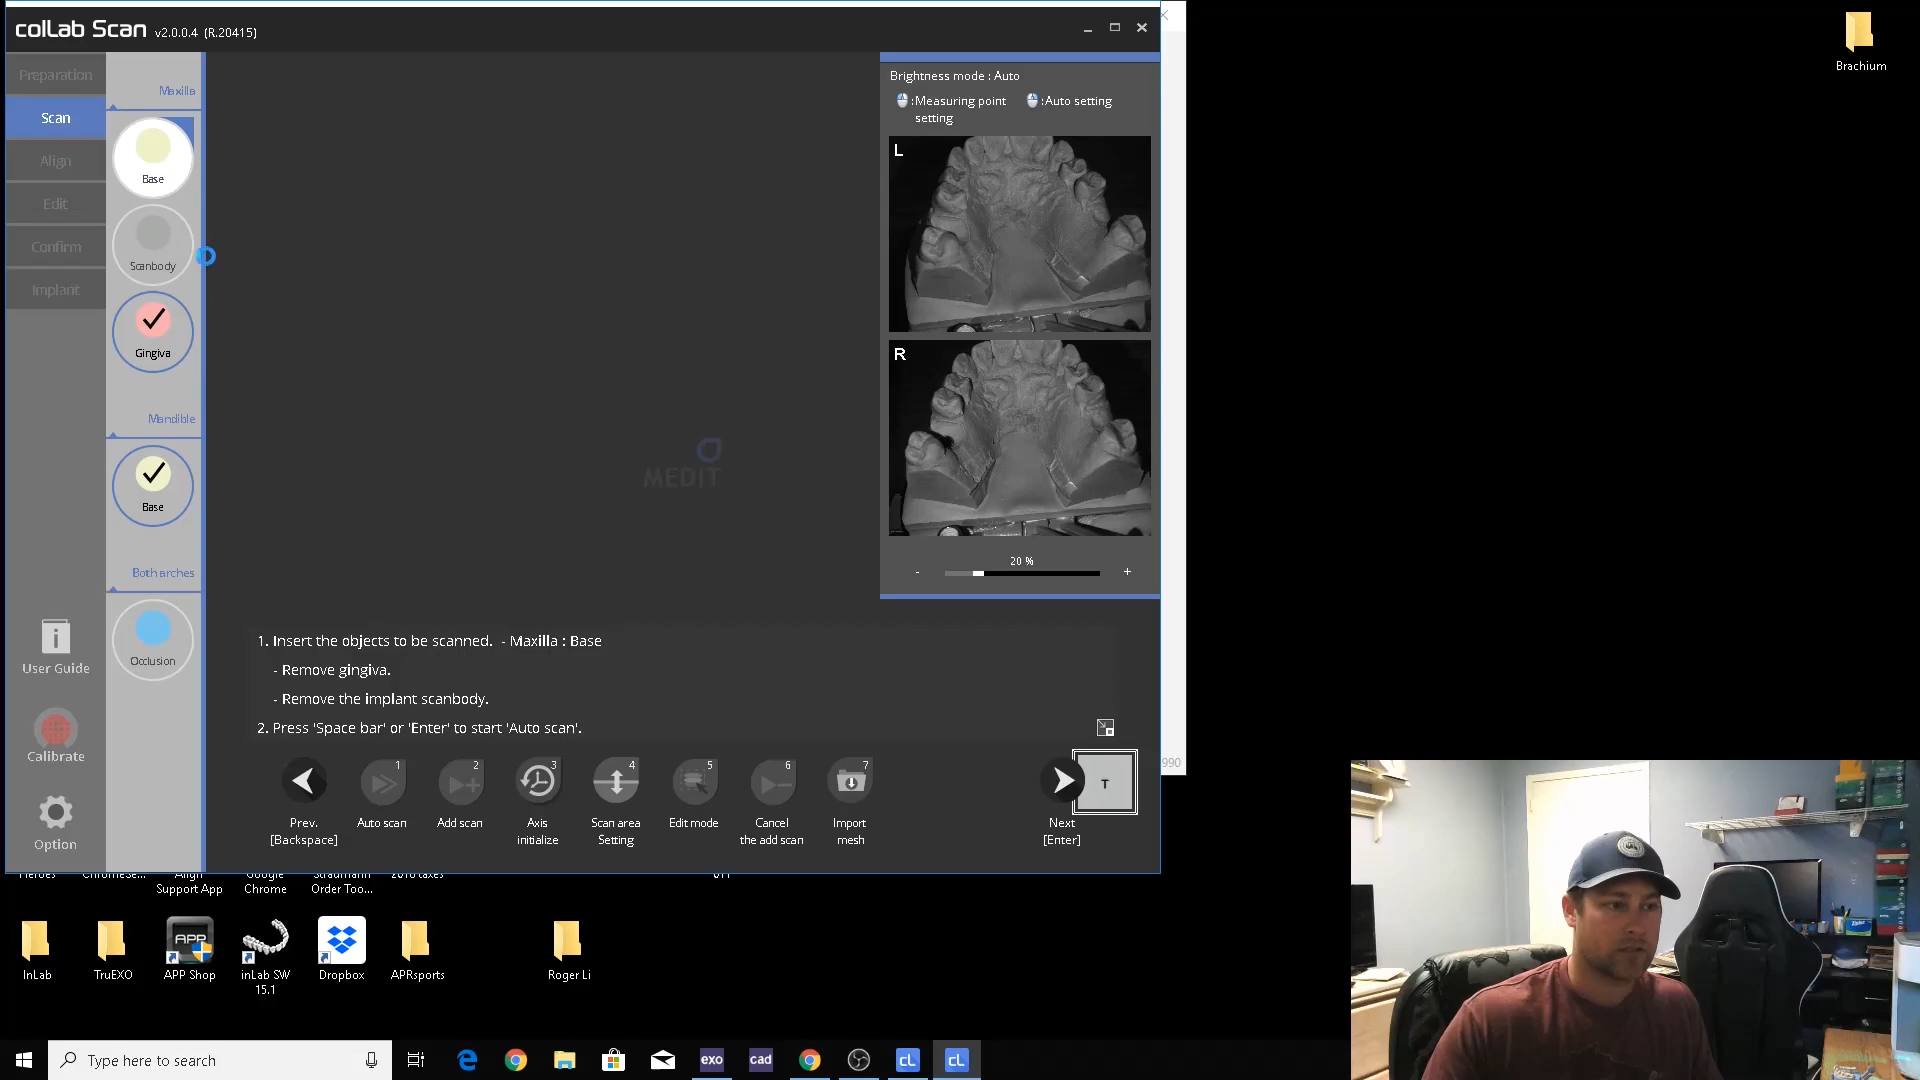 colLab Scan v2.0.0.4 (R.20415)
Brachium
Preparation
Scan
Align
Edit
Confirm
Implant
User Guide
Calibrate
Option
Maxilla
Base
Scanbody
Gingiva
Mandible
Base
Both arches
Occlusion
MEDIT
Brightness mode : Auto
:Measuring point
setting
:Auto setting
L
R
20 %
- +
1. Insert the objects to be scanned. - Maxilla : Base
- Remove gingiva.
- Remove the implant scanbody.
2. Press 'Space bar' or 'Enter' to start 'Auto scan'.
Prev.
[Backspace]
1
Auto scan
2
Add scan
3
Axis
initialize
4
Scan area
Setting
5
Edit mode
6
Cancel
the add scan
7
Import
mesh
Next
[Enter]
T
990
Support App
Chrome
Order Too...
InLab
TruEXO
APP
APP Shop
inLab SW
15.1
Dropbox
APRsports
Roger Li
Type here to search
exo
cad
cL
cL